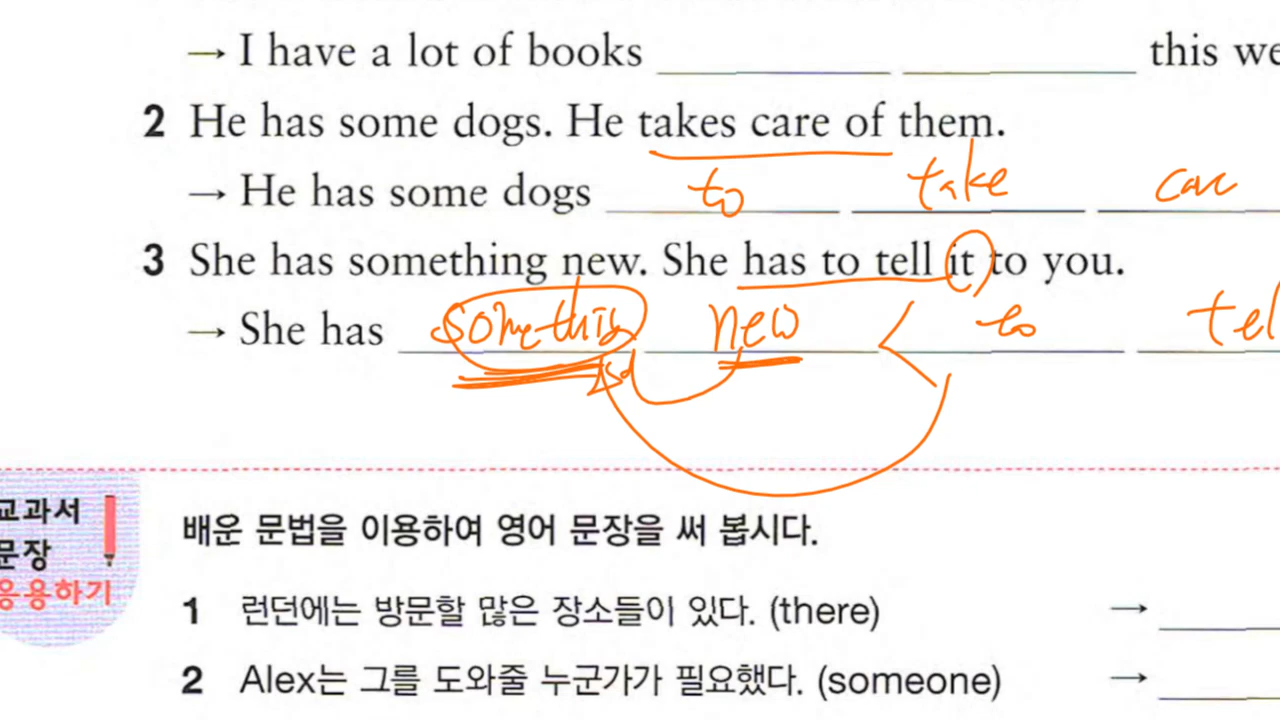 → I have a lot of books ________ ________ this we
2 He has some dogs. He takes care of them.
→ He has some dogs to take care
3 She has something new. She has to tell it to you.
→ She has something new to tel
교과서
문장
응용하기
배운 문법을 이용하여 영어 문장을 써 봅시다.
1 런던에는 방문할 많은 장소들이 있다. (there) →
2 Alex는 그를 도와줄 누군가가 필요했다. (someone) →